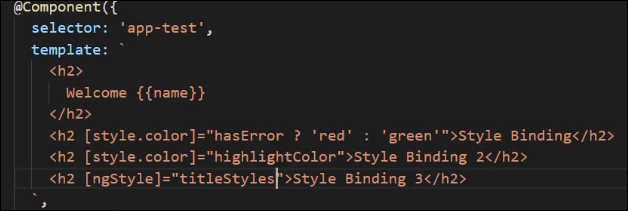 @Component({
selector: 'app-test',
template: `
<h2>
Welcome {{name}}
</h2>
<h2 [style.color]="hasError ? 'red' : 'green'">Style Binding</h2>
<h2 [style.color]="highlightColor">Style Binding 2</h2>
<h2 [ngStyle]="titleStyles">Style Binding 3</h2>
`,